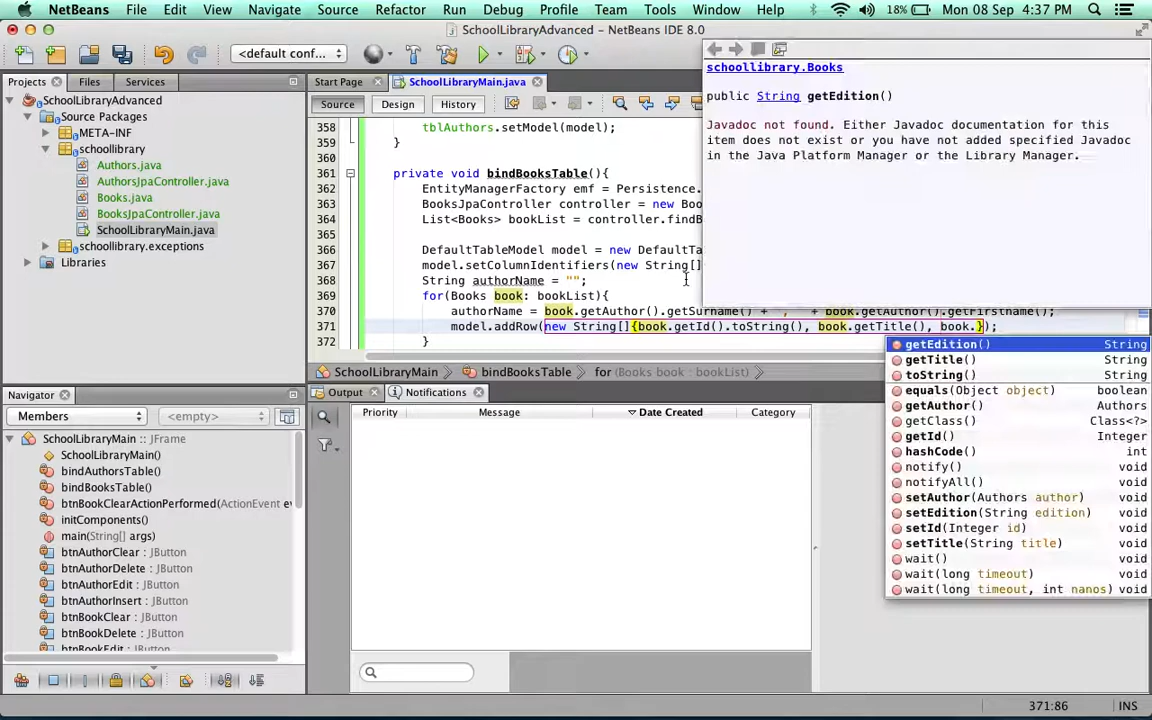 NetBeans File Edit View Navigate Source Refactor Run Debug Profile Team Tools Window Help 18% Mon 08 Sep 4:37 PM
SchoolLibraryAdvanced - NetBeans IDE 8.0
<default conf...
Projects Files Services
SchoolLibraryAdvanced
Source Packages
META-INF
schoollibrary
Authors.java
AuthorsJpaController.java
Books.java
BooksJpaController.java
SchoolLibraryMain.java
schoollibrary.exceptions
Libraries
Start Page SchoolLibraryMain.java
Source Design History
358 tblAuthors.setModel(model);
359 }
360
361 private void bindBooksTable(){
362 EntityManagerFactory emf = Persistence.
363 BooksJpaController controller = new Boo
364 List<Books> bookList = controller.findB
365
366 DefaultTableModel model = new DefaultTa
367 model.setColumnIdentifiers(new String[]
368 String authorName = "";
369 for(Books book: bookList){
370 authorName = book.getAuthor().getSurname() + ", " + book.getAuthor().getFirstname();
371 model.addRow(new String[]{book.getId().toString(), book.getTitle(), book.});
372 }
schoollibrary.Books
public String getEdition()
Javadoc not found. Either Javadoc documentation for this
item does not exist or you have not added specified Javadoc
in the Java Platform Manager or the Library Manager.
getEdition() String
getTitle() String
toString() String
equals(Object object) boolean
getAuthor() Authors
getClass() Class<?>
getId() Integer
hashCode() int
notify() void
notifyAll() void
setAuthor(Authors author) void
setEdition(String edition) void
setId(Integer id) void
setTitle(String title) void
wait() void
wait(long timeout) void
wait(long timeout, int nanos) void
SchoolLibraryMain bindBooksTable for (Books book : bookList)
Output Notifications
Priority Message Date Created Category
Navigator
Members <empty>
SchoolLibraryMain :: JFrame
SchoolLibraryMain()
bindAuthorsTable()
bindBooksTable()
btnBookClearActionPerformed(ActionEvent ev
initComponents()
main(String[] args)
btnAuthorClear : JButton
btnAuthorDelete : JButton
btnAuthorEdit : JButton
btnAuthorInsert : JButton
btnBookClear : JButton
btnBookDelete : JButton
btnBookEdit : JButton
371:86 INS